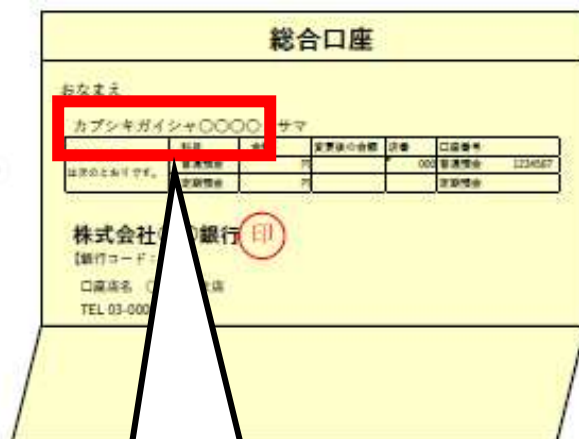 総合口座
おなまえ
カブシキガイシャ○○○○ サマ
科目 変更後の金額 店番 口座番号
は次のとおりです。 普通預金 円 000 普通預金 1234567
定期預金 円 定期預金
株式会社 銀行 印
【銀行コード：
口座店名
TEL 03-000